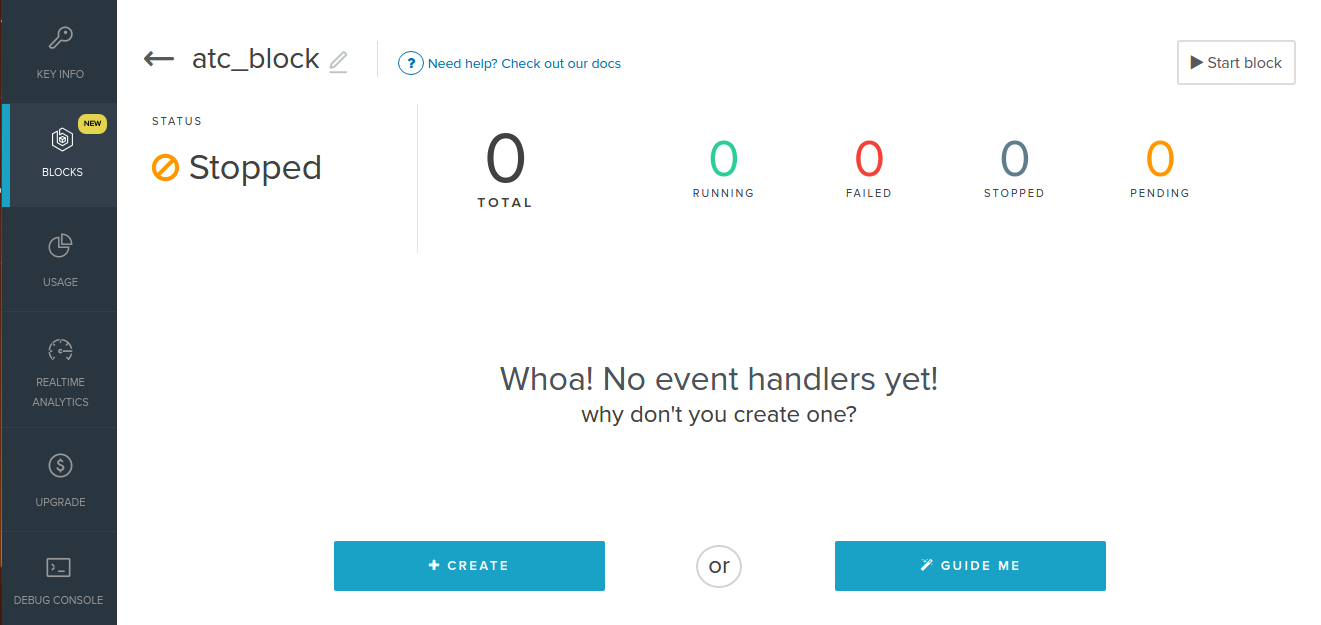 KEY INFO
NEW
BLOCKS
USAGE
REALTIME
ANALYTICS
UPGRADE
DEBUG CONSOLE
atc_block
? Need help? Check out our docs
Start block
STATUS
Stopped
0
TOTAL
0
RUNNING
0
FAILED
0
STOPPED
0
PENDING
Whoa! No event handlers yet!
why don't you create one?
+ CREATE
or
GUIDE ME